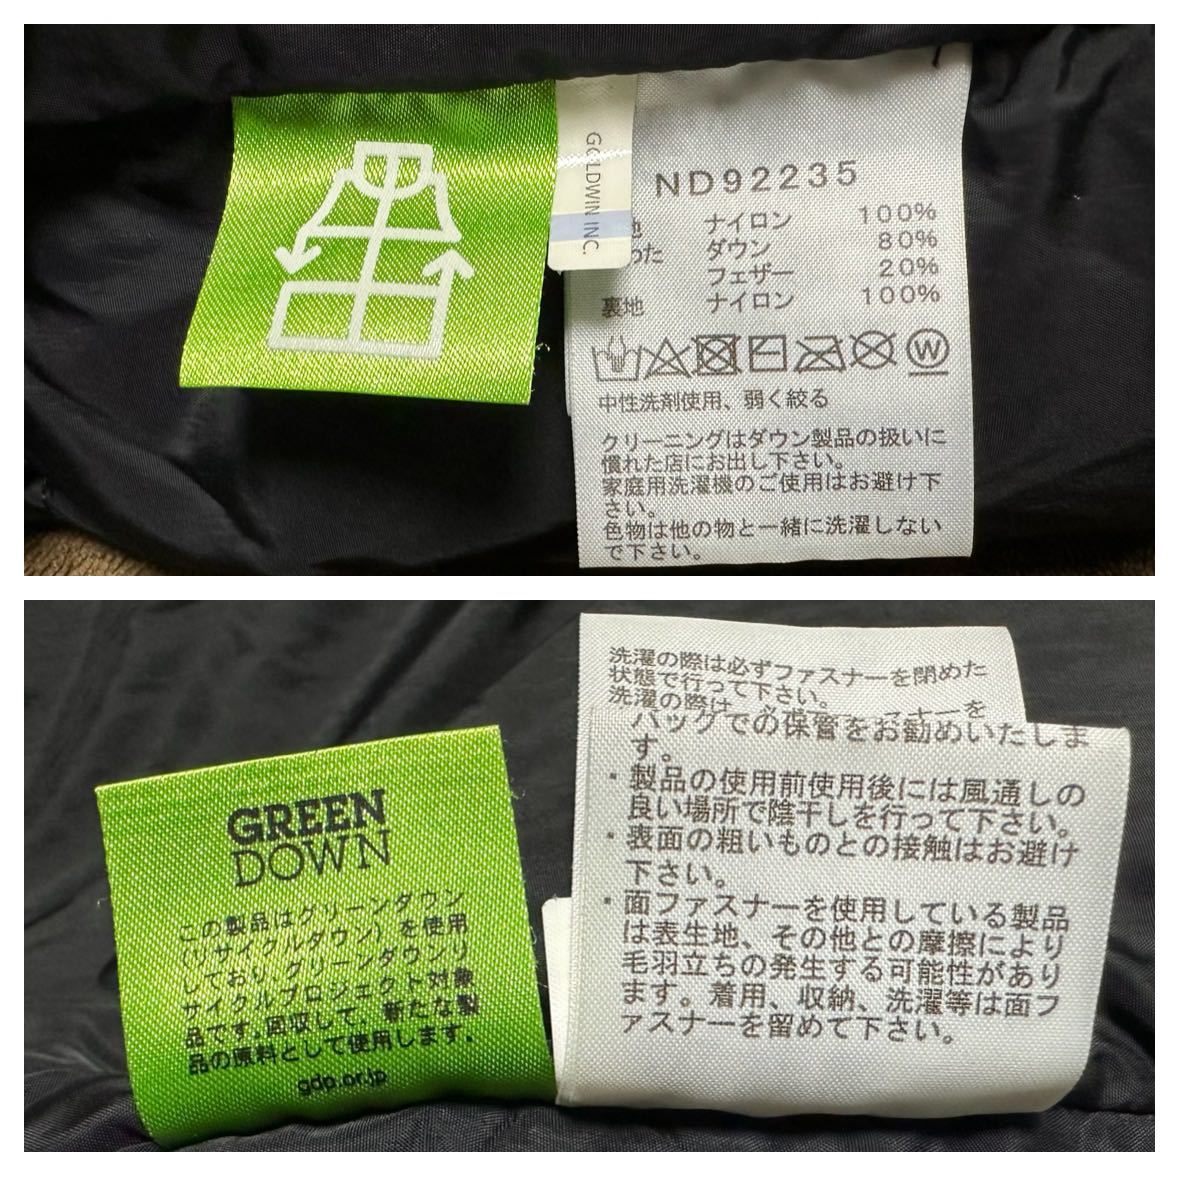 GOLDWIN INC.
ND92235
地 ナイロン 100%
わた ダウン 80%
フェザー 20%
裏地 ナイロン 100%
W
中性洗剤使用、弱く絞る
クリーニングはダウン製品の扱いに
慣れた店にお出し下さい。
家庭用洗濯機のご使用はお避け下
さい。
色物は他の物と一緒に洗濯しない
で下さい。
GREEN
DOWN
この製品はグリーンダウン
(リサイクルダウン)を使用
しており、グリーンダウンリ
サイクルプロジェクト対象
品です。回収して、新たな製
品の原料として使用します。
gdp.or.jp
洗濯の際は必ずファスナーを閉めた
状態で行って下さい。
洗濯の際は ナーを
バッグでの保管をお勧めいたしま
す。
・製品の使用前使用後には風通しの
良い場所で陰干しを行って下さい。
・表面の粗いものとの接触はお避け
下さい。
・面ファスナーを使用している製品
は表生地、その他との摩擦により
毛羽立ちの発生する可能性があり
ます。着用、収納、洗濯等は面フ
ァスナーを留めて下さい。